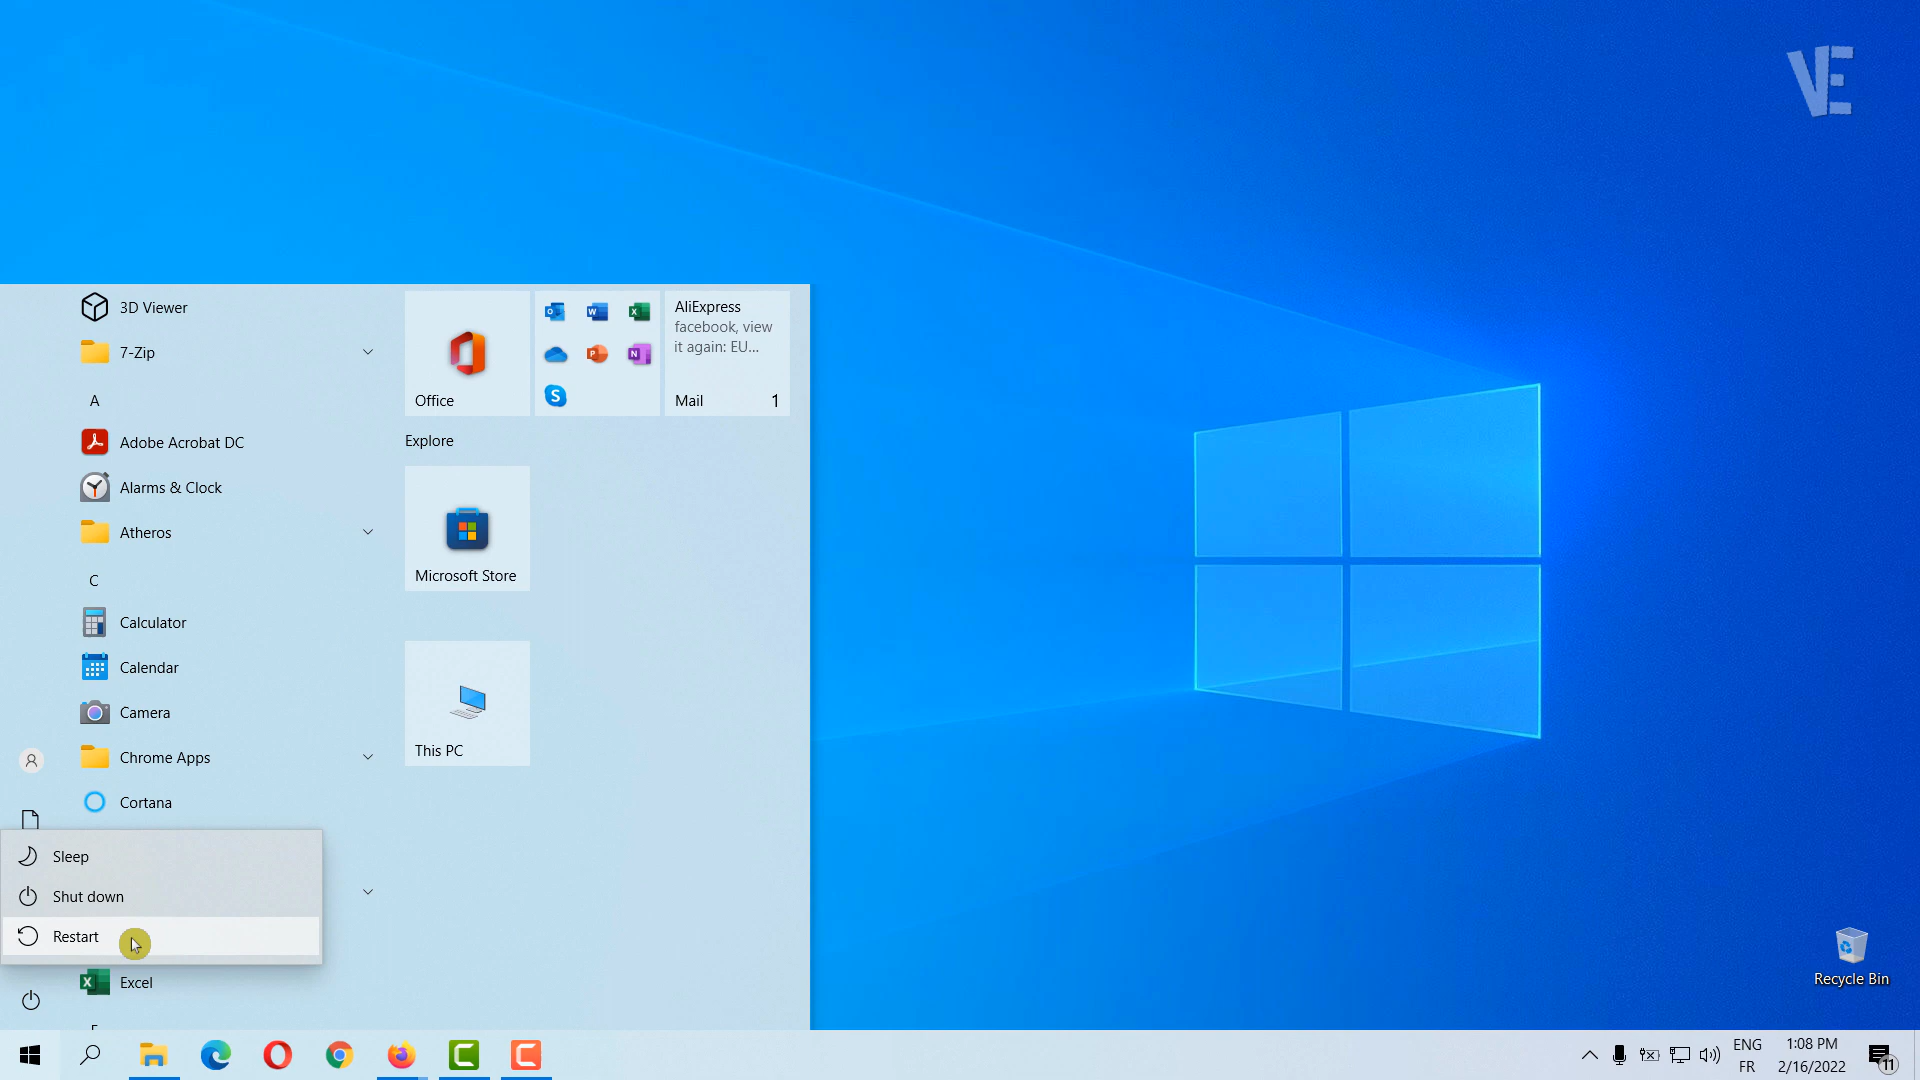 VE
3D Viewer
7-Zip
A
Adobe Acrobat DC
Alarms & Clock
Atheros
C
Calculator
Calendar
Camera
Chrome Apps
Cortana
Sleep
Shut down
Restart
Excel
Office
AliExpress
facebook, view
it again: EU...
Mail 1
Explore
Microsoft Store
This PC
Recycle Bin
ENG
FR
1:08 PM
2/16/2022
11